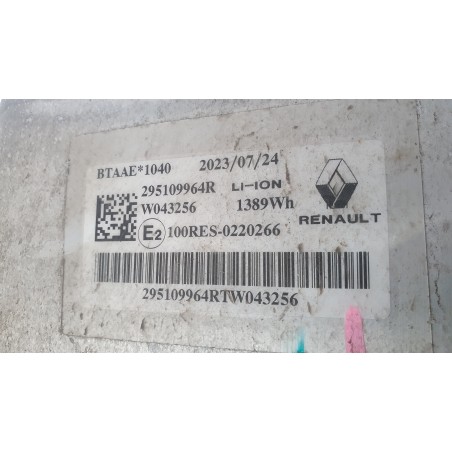 BTAAE*1040 2023/07/24
295109964R LI-ION
W043256 1389Wh
E2 100RES-0220266
RENAULT
295109964RTW043256